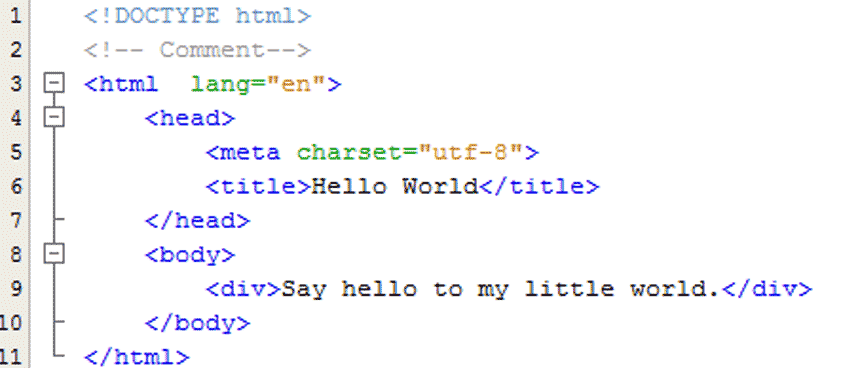 1 <!DOCTYPE html>
2 <!-- Comment-->
3 <html  lang="en">
4     <head>
5         <meta charset="utf-8">
6         <title>Hello World</title>
7     </head>
8     <body>
9         <div>Say hello to my little world.</div>
10     </body>
11 </html>